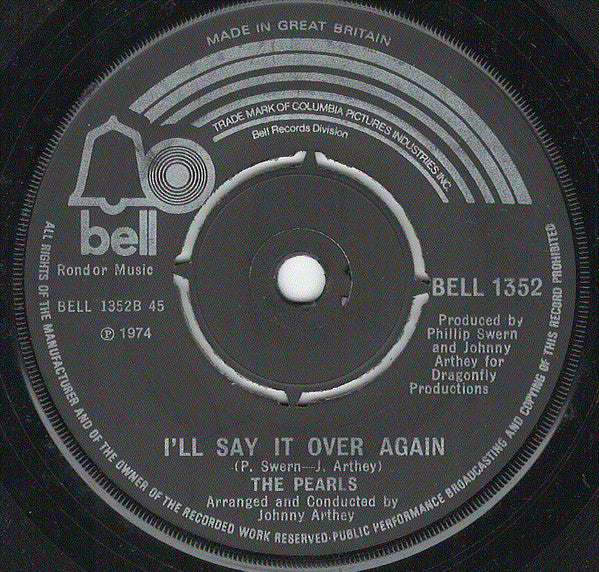 MADE IN GREAT BRITAIN
TRADE MARK OF COLUMBIA PICTURES INDUSTRIES INC.
Bell Records Division
bell
Rondor Music
BELL 1352B 45
Ⓟ 1974
BELL 1352
Produced by
Phillip Swern
and Johnny
Arthey for
Dragonfly
Productions
I'LL SAY IT OVER AGAIN
(P. Swern—J. Arthey)
THE PEARLS
Arranged and Conducted by
Johnny Arthey
ALL RIGHTS OF THE MANUFACTURER AND OF THE OWNER OF THE RECORDED WORK RESERVED·PUBLIC PERFORMANCE BROADCASTING AND COPYING OF THIS RECORD PROHIBITED